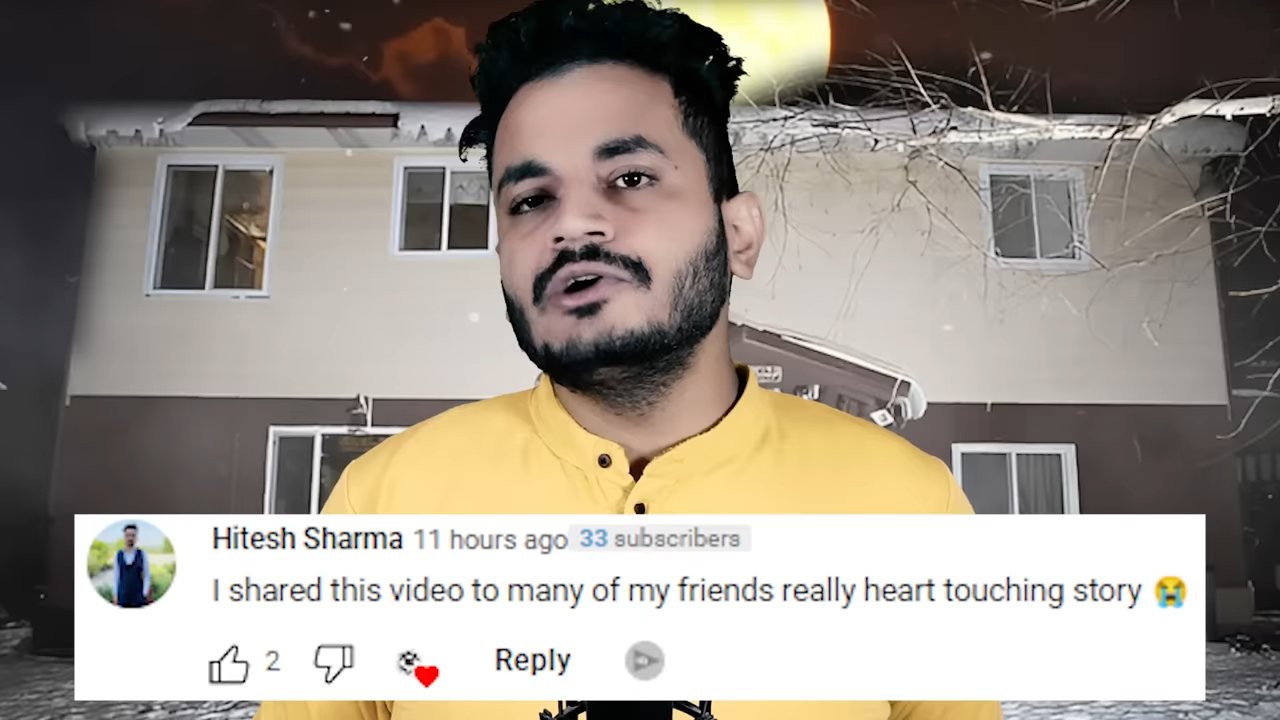 Hitesh Sharma 11 hours ago 33 subscribers
I shared this video to many of my friends really heart touching story 😭
2 Reply